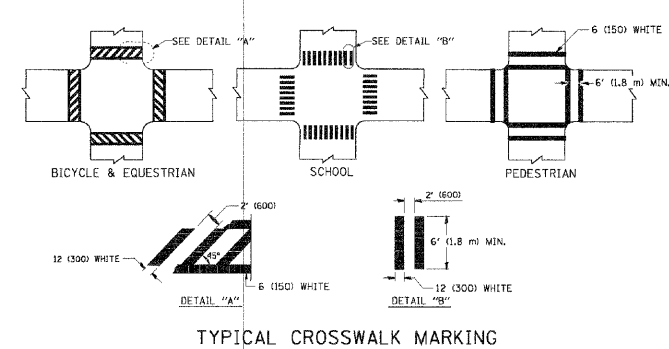 SEE DETAIL "A"
SEE DETAIL "B"
6 (150) WHITE
6' (1.8 m) MIN.
BICYCLE & EQUESTRIAN
SCHOOL
PEDESTRIAN
2' (600)
12 (300) WHITE
45°
6 (150) WHITE
DETAIL "A"
2' (600)
6' (1.8 m) MIN.
12 (300) WHITE
DETAIL "B"
TYPICAL CROSSWALK MARKING